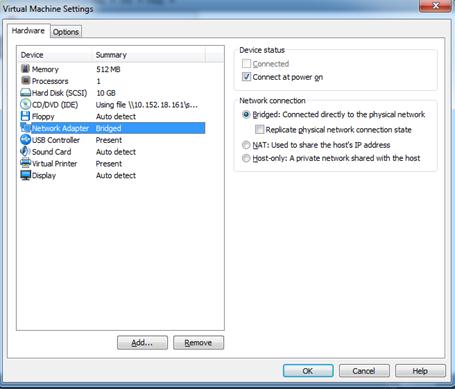 Virtual Machine Settings
Hardware
Options
Device Summary
Memory 512 MB
Processors 1
Hard Disk (SCSI) 10 GB
CD/DVD (IDE) Using file \\10.152.18.161\s...
Floppy Auto detect
Network Adapter Bridged
USB Controller Present
Sound Card Auto detect
Virtual Printer Present
Display Auto detect
Add...
Remove
Device status
Connected
Connect at power on
Network connection
Bridged: Connected directly to the physical network
Replicate physical network connection state
NAT: Used to share the host's IP address
Host-only: A private network shared with the host
OK
Cancel
Help